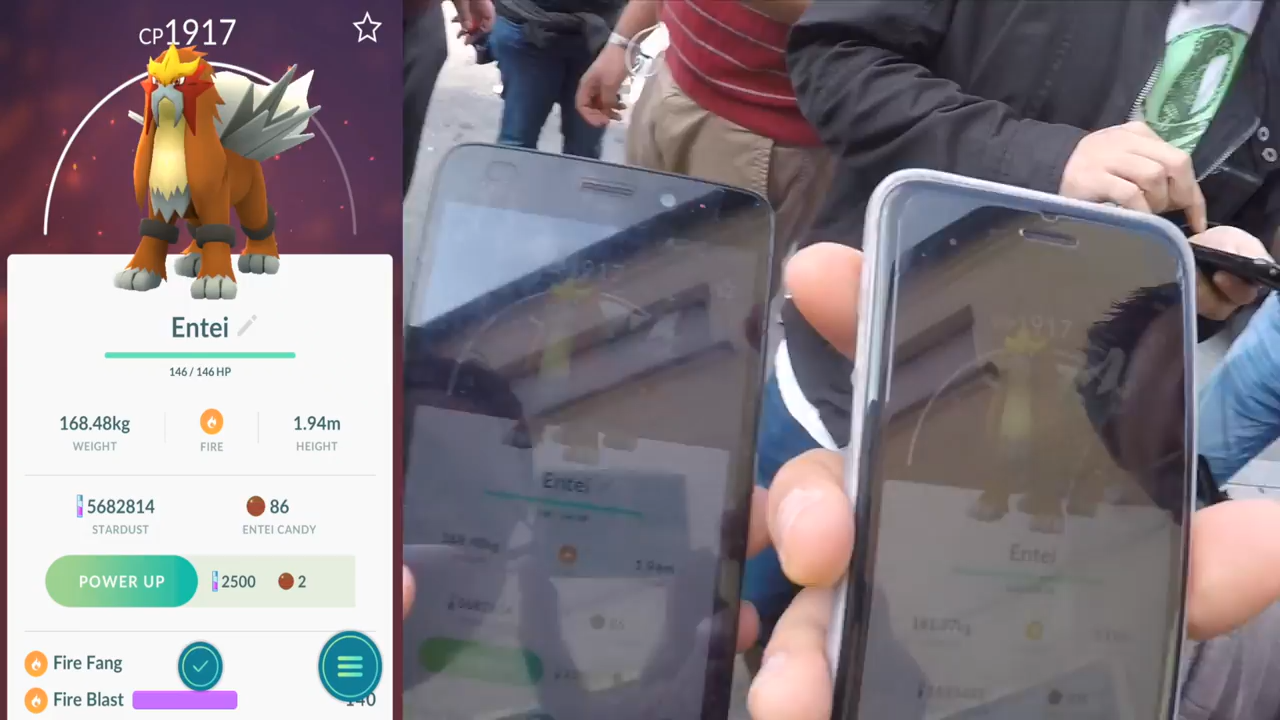 CP1917
Entei
146 / 146 HP
168.48kg
WEIGHT
FIRE
1.94m
HEIGHT
5682814
STARDUST
86
ENTEI CANDY
POWER UP
2500
2
Fire Fang
Fire Blast
140
Entei
Entei